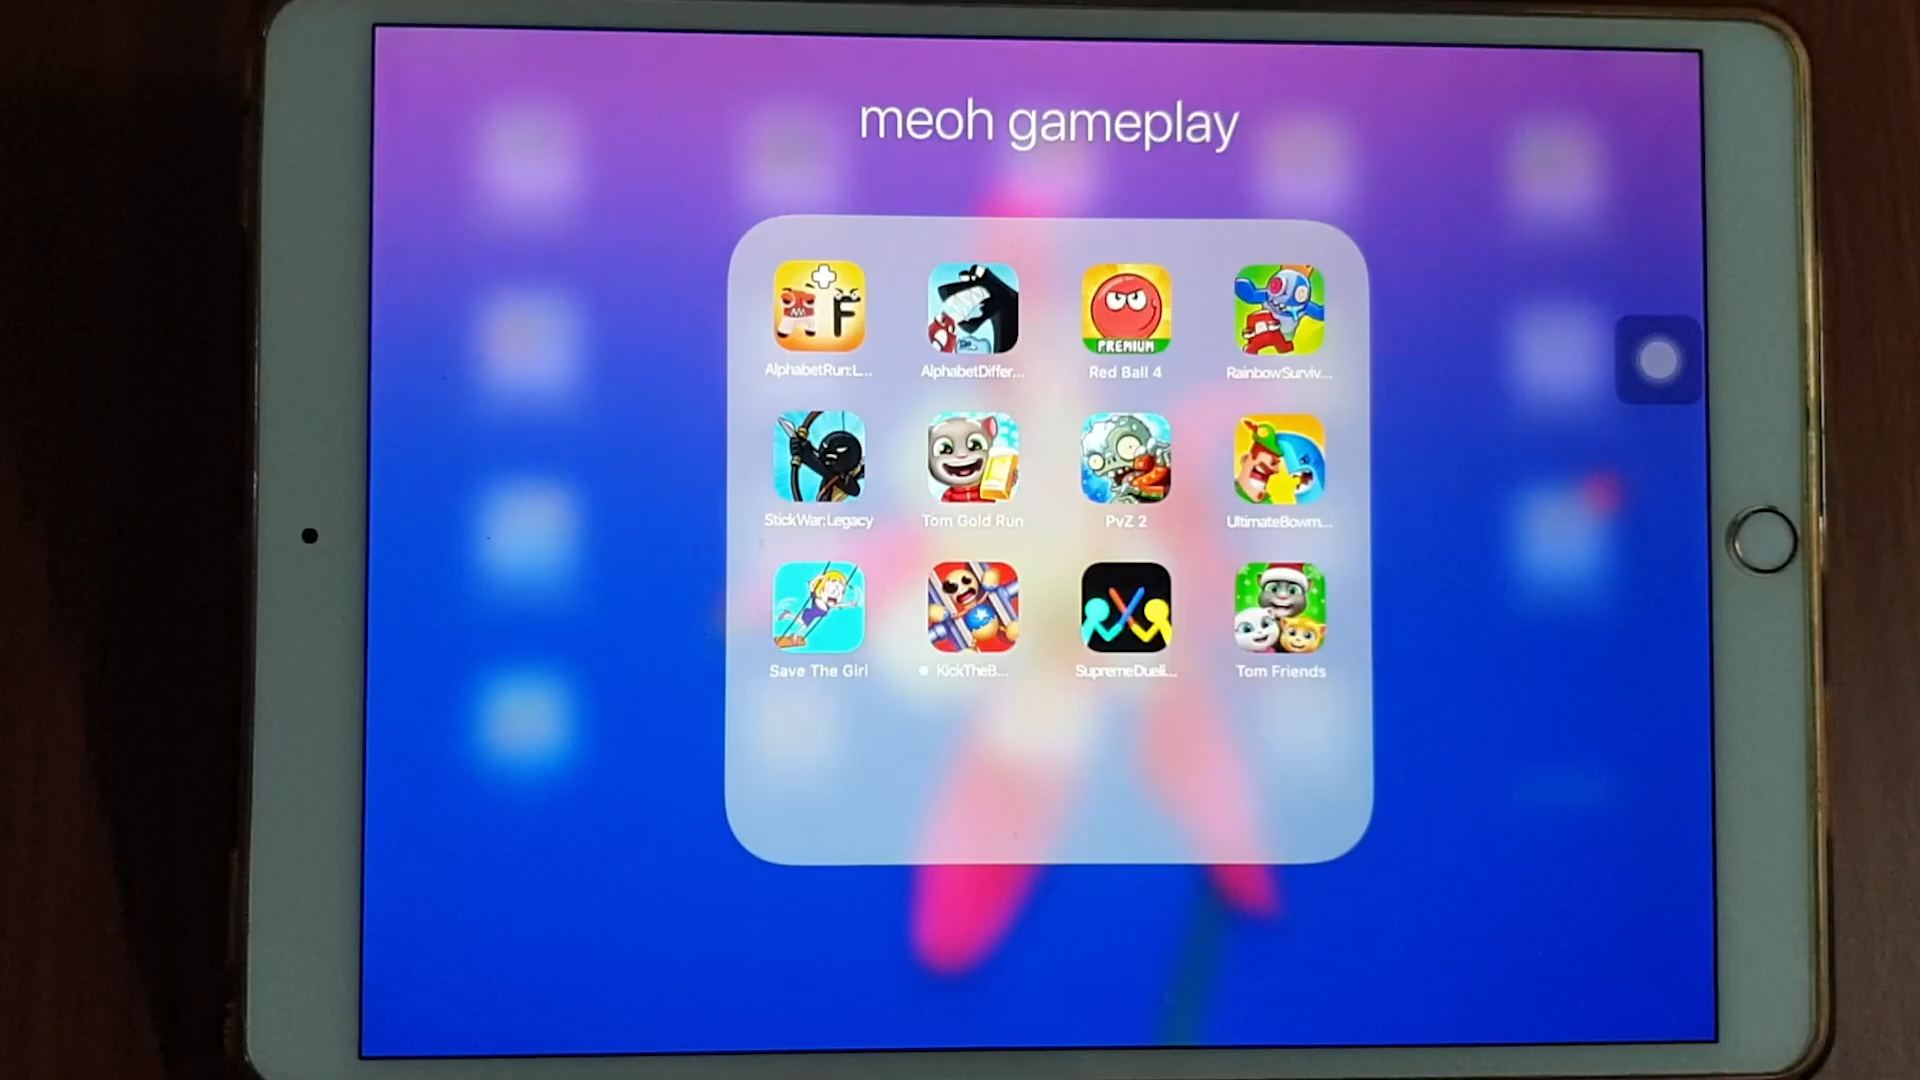 meoh gameplay
AlphabetRun:L...
AlphabetDiffer...
PREMIUM
Red Ball 4
RainbowSurviv...
StickWar:Legacy
Tom Gold Run
PvZ 2
UltimateBowm...
Save The Girl
KickTheB...
SupremeDueli...
Tom Friends